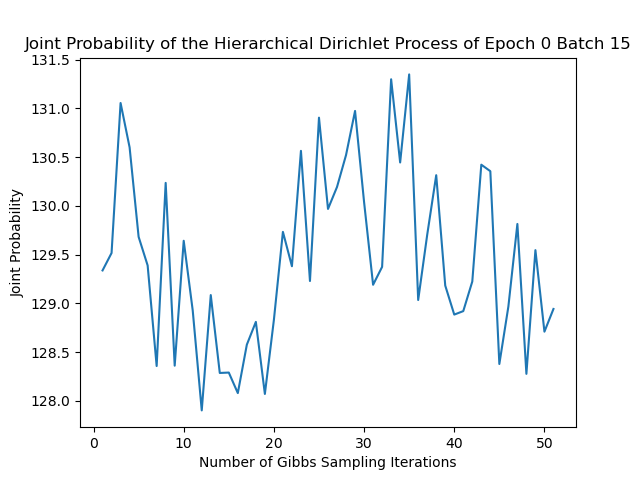 Joint Probability of the Hierarchical Dirichlet Process of Epoch 0 Batch 15
131.5
131.0
130.5
130.0
129.5
129.0
128.5
128.0
Joint Probability
0 10 20 30 40 50
Number of Gibbs Sampling Iterations